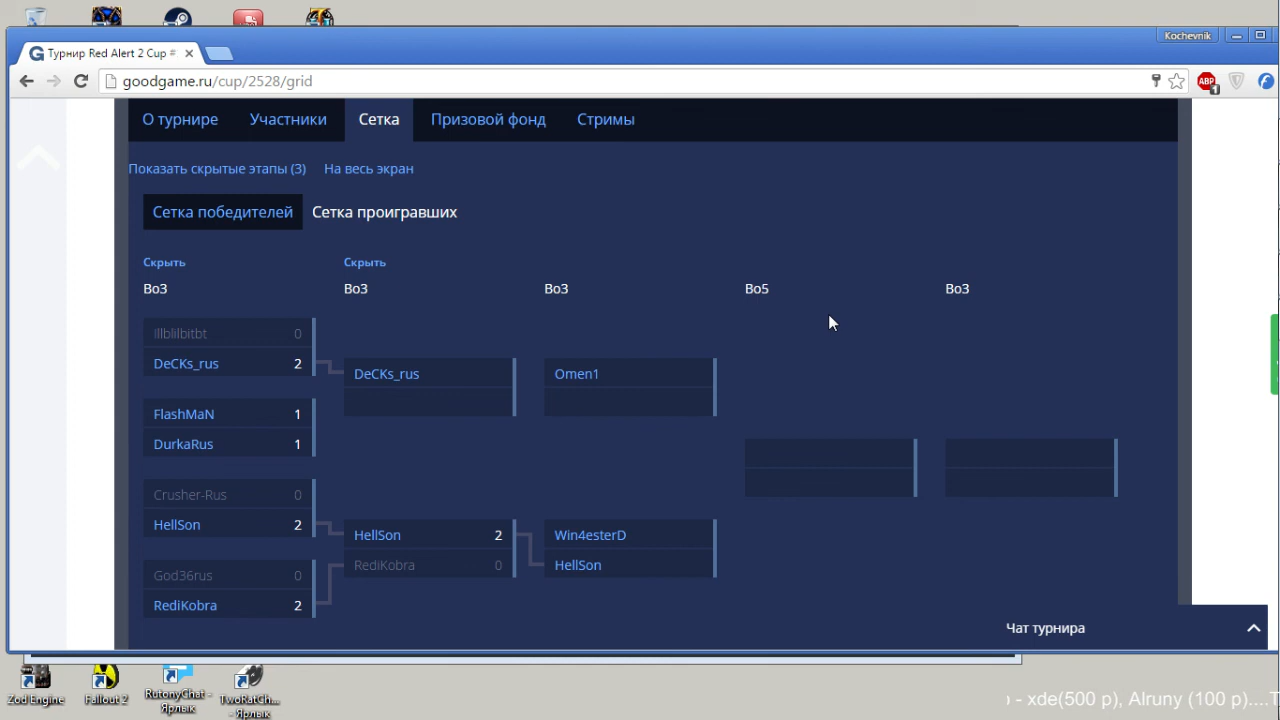 Kochevnik
Турнир Red Alert 2 Cup #
goodgame.ru/cup/2528/grid
ABP
1
О турнире Участники Сетка Призовой фонд Стримы
Показать скрытые этапы (3) На весь экран
Сетка победителей Сетка проигравших
Скрыть Скрыть
Bo3 Bo3 Bo3 Bo5 Bo3
Illblilbitbt 0
DeCKs_rus 2
DeCKs_rus
Omen1
FlashMaN 1
DurkaRus 1
Crusher-Rus 0
HellSon 2
HellSon 2
RediKobra 0
Win4esterD
HellSon
God36rus 0
RediKobra 2
Чат турнира
Zod Engine
Fallout 2
RutonyChat - Ярлык
TwoRatCh... - Ярлык
- xde(500 р), Alruny (100 р)....Т